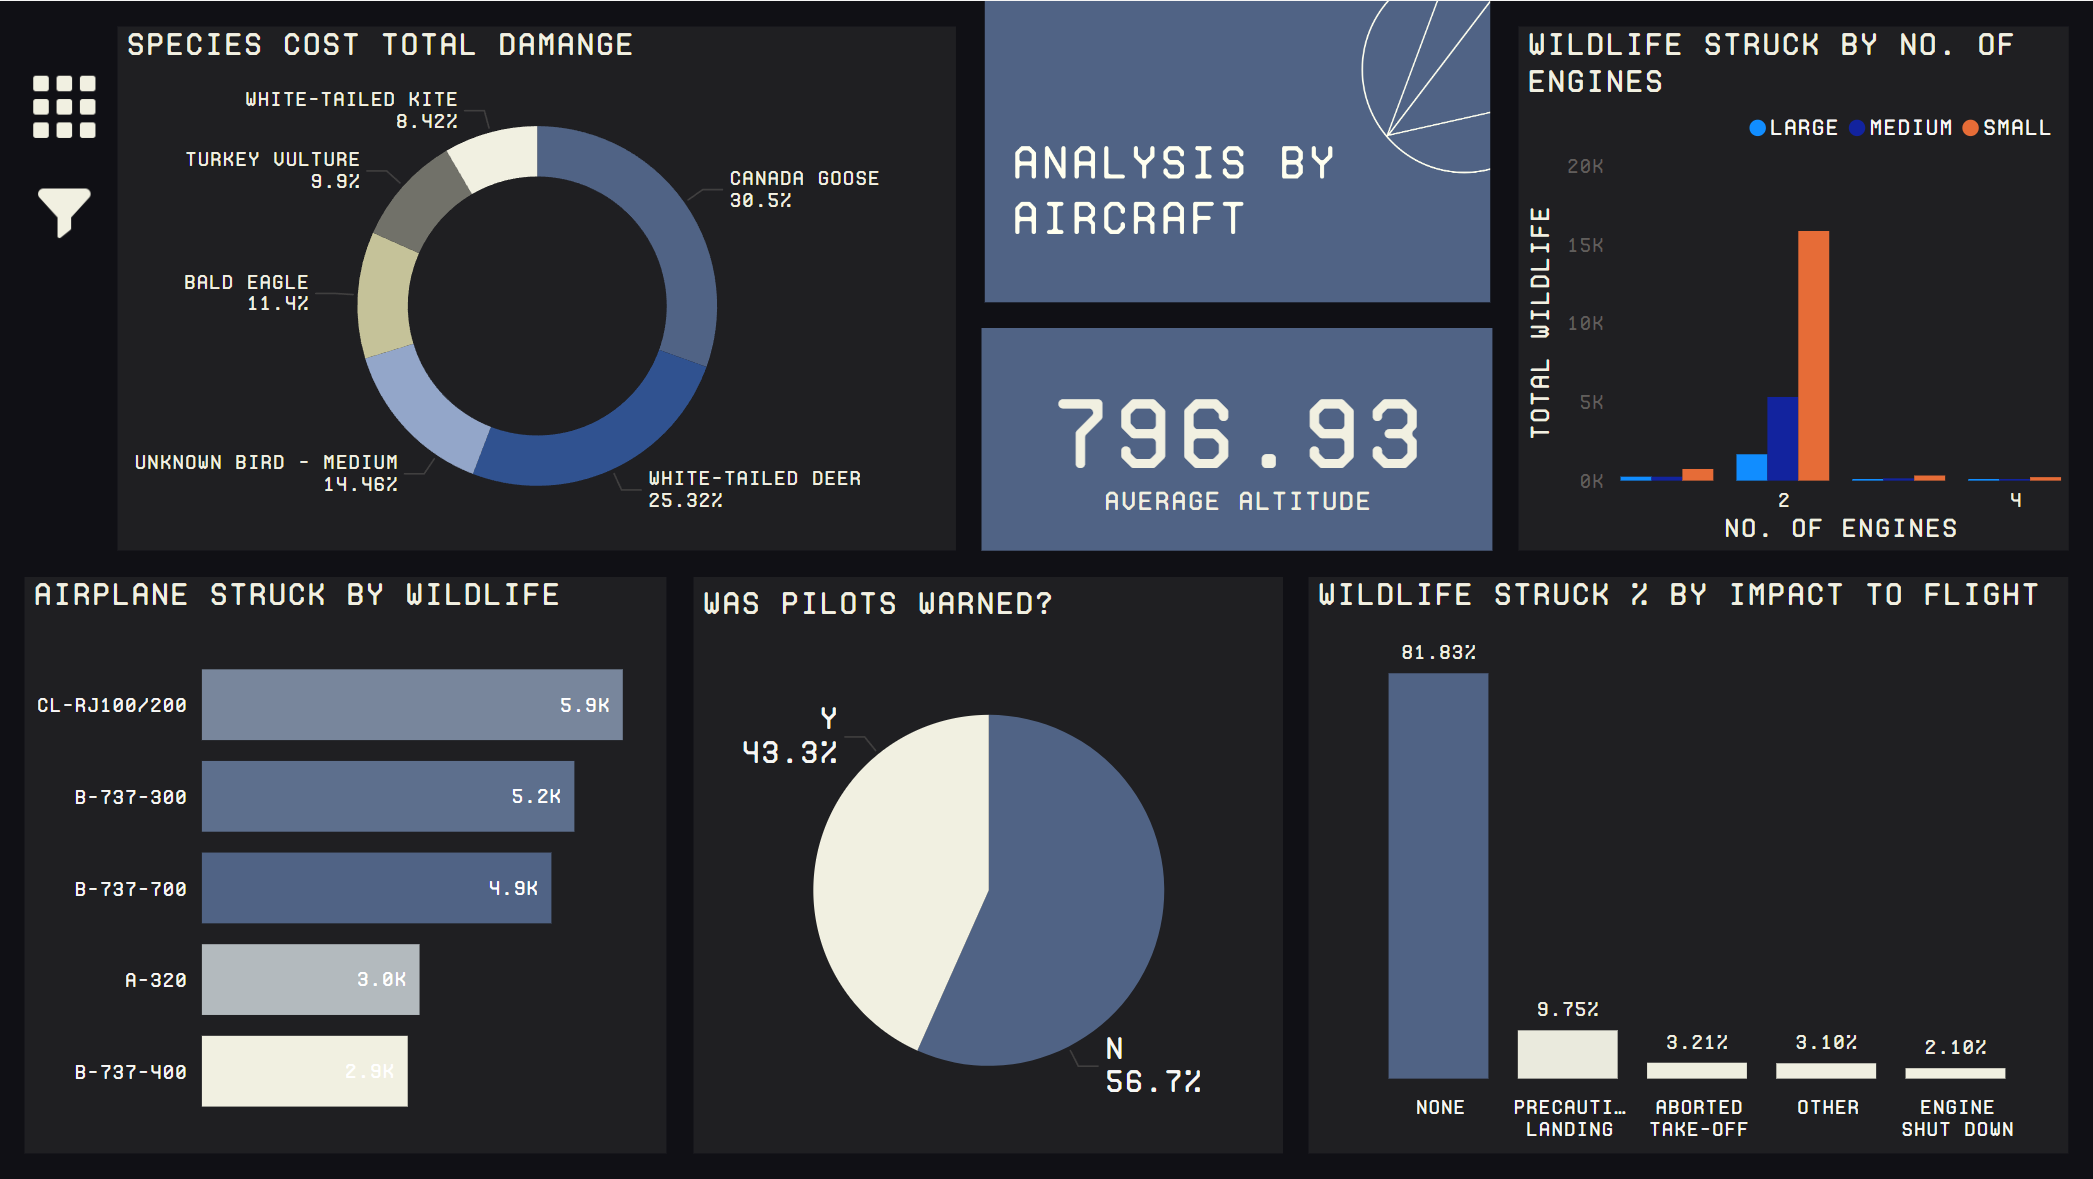 SPECIES COST TOTAL DAMANGE
WHITE-TAILED KITE
8.42%
TURKEY VULTURE
9.9%
CANADA GOOSE
30.5%
BALD EAGLE
11.4%
UNKNOWN BIRD - MEDIUM
14.46%
WHITE-TAILED DEER
25.32%
ANALYSIS BY
AIRCRAFT
796.93
AVERAGE ALTITUDE
WILDLIFE STRUCK BY NO. OF
ENGINES
LARGE MEDIUM SMALL
TOTAL WILDLIFE
20K
15K
10K
5K
0K
2 4
NO. OF ENGINES
AIRPLANE STRUCK BY WILDLIFE
CL-RJ100/200 5.9K
B-737-300 5.2K
B-737-700 4.9K
A-320 3.0K
B-737-400 2.9K
WAS PILOTS WARNED?
Y
43.3%
N
56.7%
WILDLIFE STRUCK % BY IMPACT TO FLIGHT
81.83%
9.75%
3.21%
3.10%
2.10%
NONE
PRECAUTI…
LANDING
ABORTED
TAKE-OFF
OTHER
ENGINE
SHUT DOWN